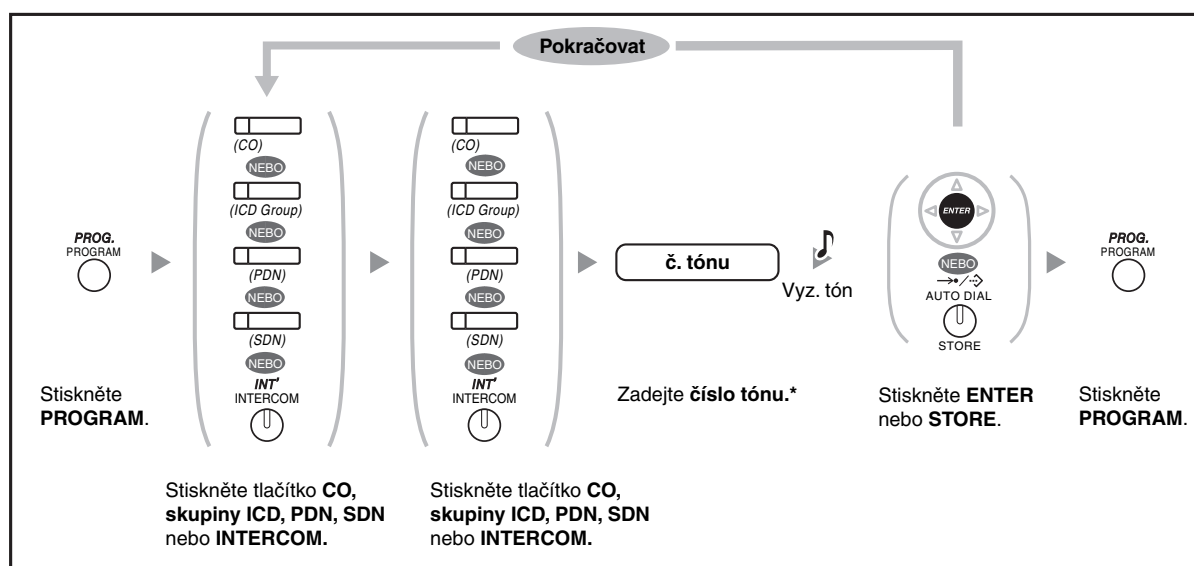 Pokračovat
PROG.
PROGRAM
Stiskněte
PROGRAM.
(CO)
NEBO
(ICD Group)
NEBO
(PDN)
NEBO
(SDN)
NEBO
INT'
INTERCOM
Stiskněte tlačítko CO,
skupiny ICD, PDN, SDN
nebo INTERCOM.
(CO)
NEBO
(ICD Group)
NEBO
(PDN)
NEBO
(SDN)
NEBO
INT'
INTERCOM
Stiskněte tlačítko CO,
skupiny ICD, PDN, SDN
nebo INTERCOM.
č. tónu
Vyz. tón
Zadejte číslo tónu.*
ENTER
NEBO
AUTO DIAL
STORE
Stiskněte ENTER
nebo STORE.
PROG.
PROGRAM
Stiskněte
PROGRAM.